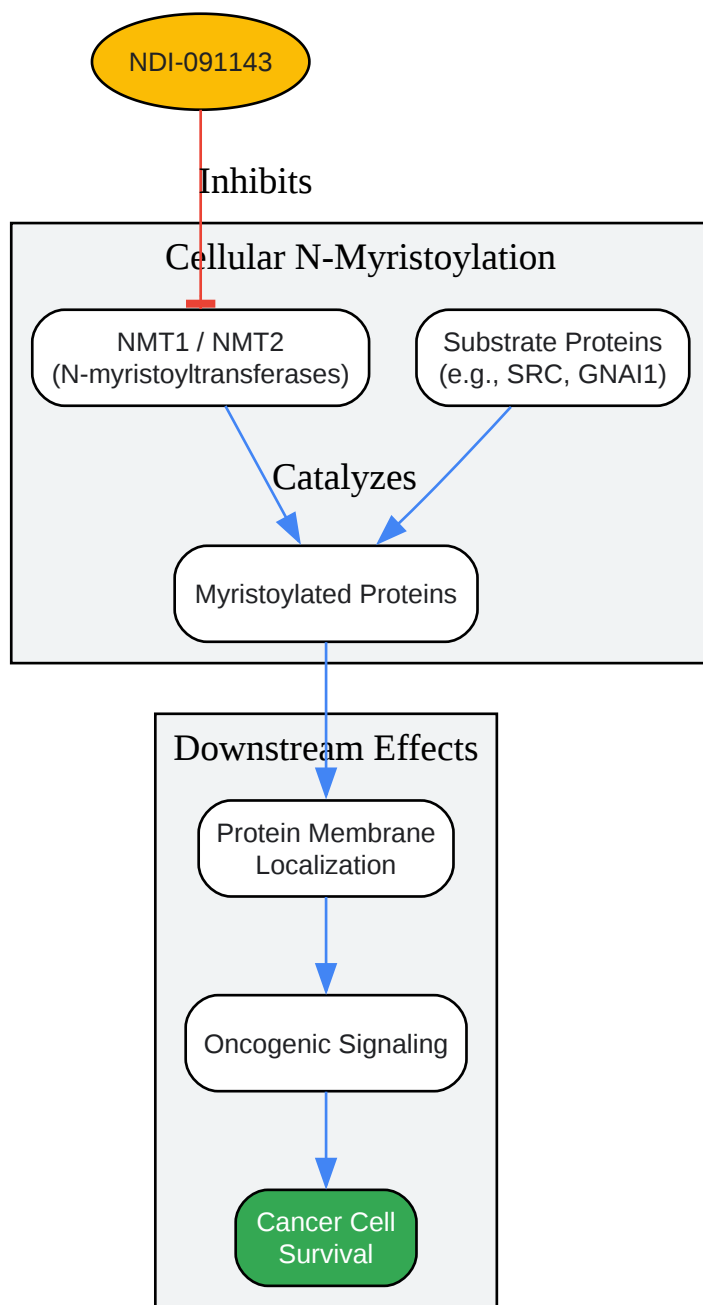 NDI-091143
Inhibits
Cellular N-Myristoylation
NMT1 / NMT2
(N-myristoyltransferases)
Substrate Proteins
(e.g., SRC, GNAI1)
Catalyzes
Myristoylated Proteins
Downstream Effects
Protein Membrane
Localization
Oncogenic Signaling
Cancer Cell
Survival